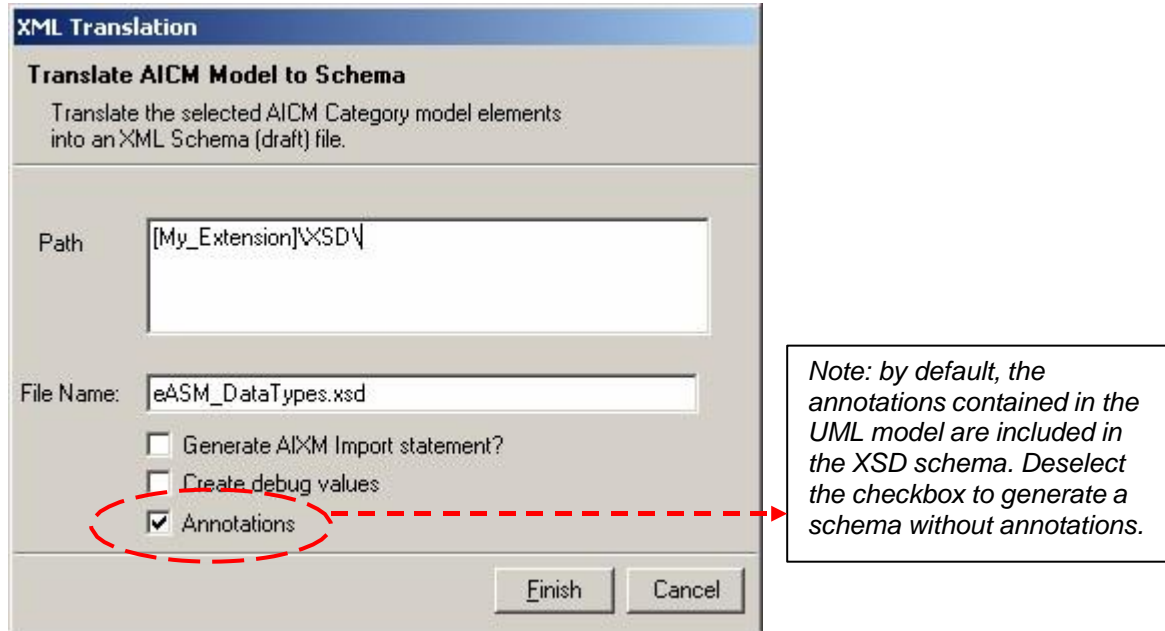 XML Translation
Translate AICM Model to Schema
Translate the selected AICM Category model elements
into an XML Schema (draft) file.
Path
[My_Extension]\XSD\
File Name:
eASM_DataTypes.xsd
Generate AIXM Import statement?
Create debug values
Annotations
Finish
Cancel
Note: by default, the
annotations contained in the
UML model are included in
the XSD schema. Deselect
the checkbox to generate a
schema without annotations.